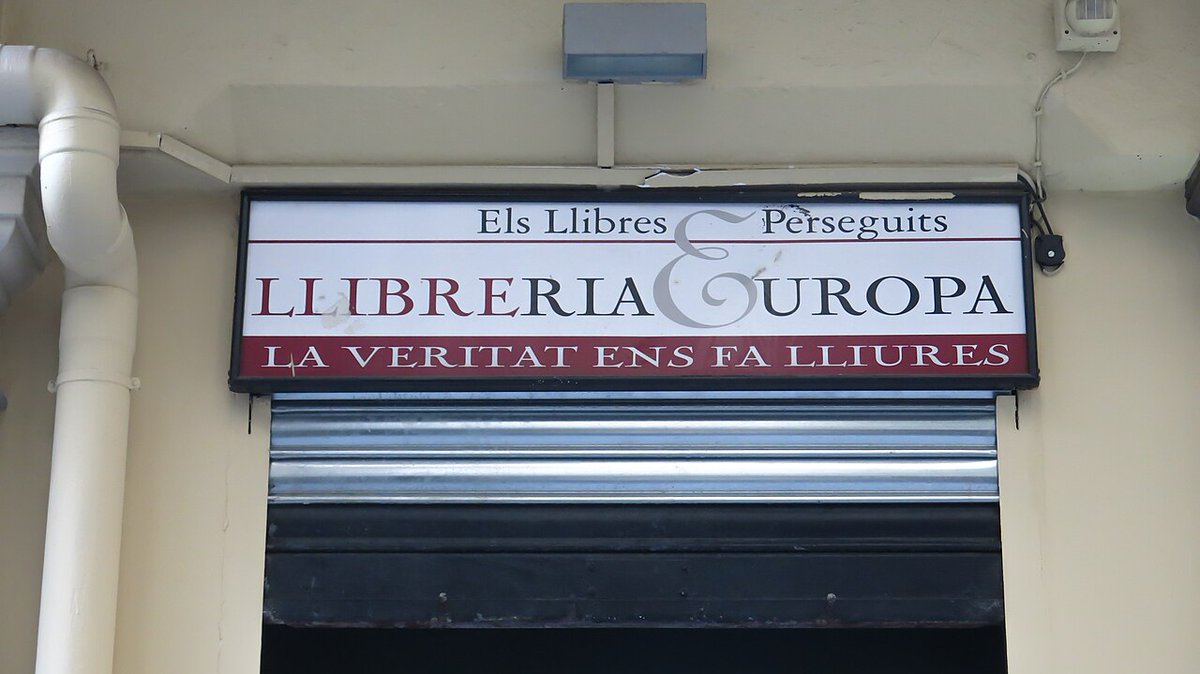 Els Llibres Perseguits
LLIBRERIA EUROPA
LA VERITAT ENS FA LLIURES